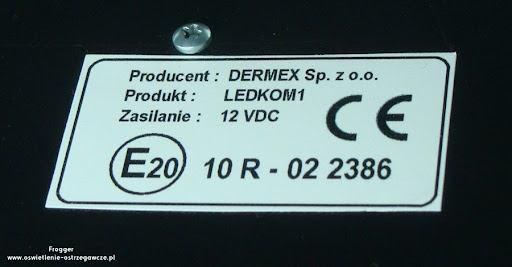 Producent : DERMEX Sp. z o.o.
Produkt : LEDKOM1
Zasilanie : 12 VDC
CE
E20 10 R - 02 2386
Frogger
www.oswietlenie-ostrzegawcze.pl